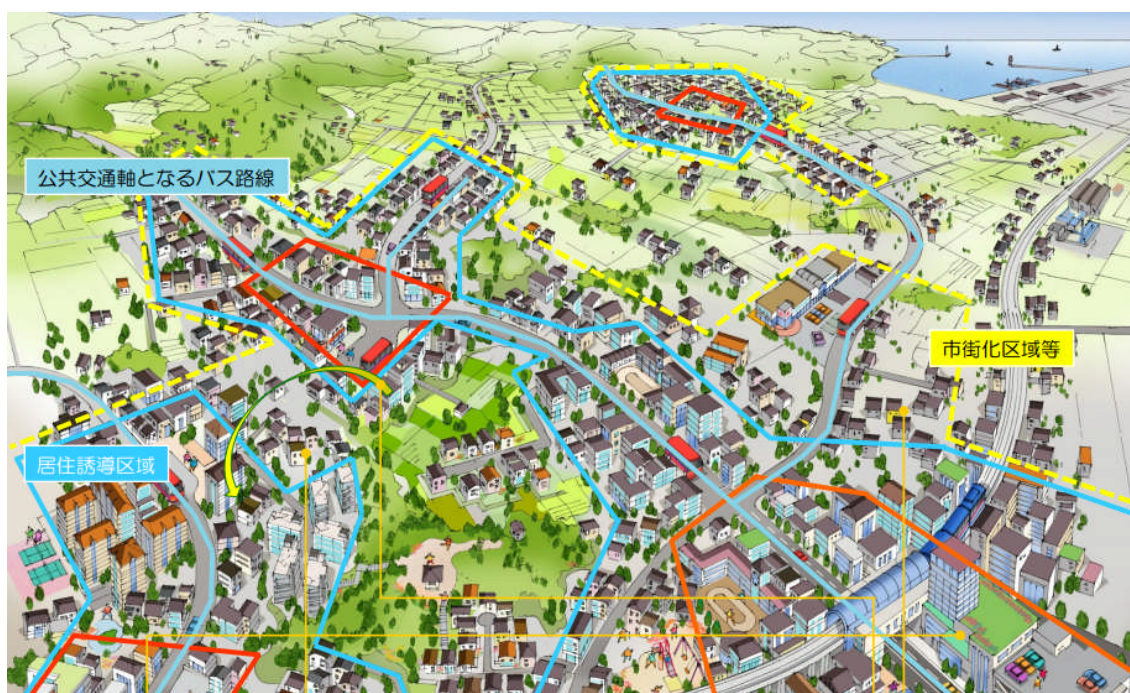 公共交通軸となるバス路線
市街化区域等
居住誘導区域